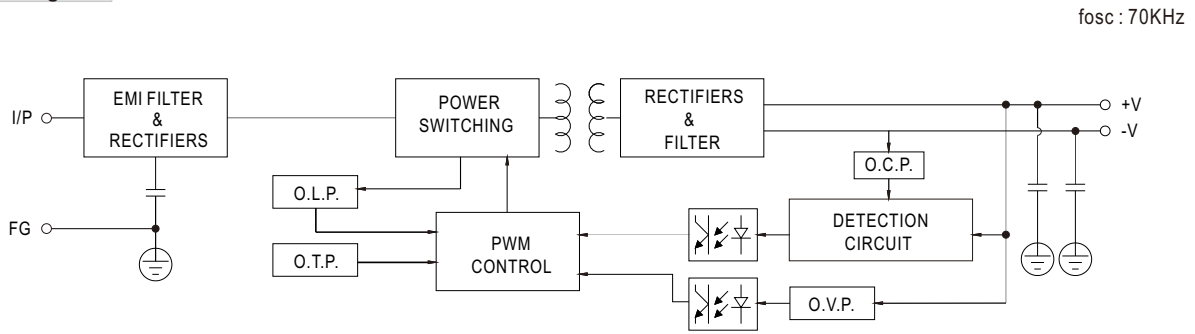 fosc : 70KHz
I/P
EMI FILTER
&
RECTIFIERS
POWER
SWITCHING
RECTIFIERS
&
FILTER
+V
-V
O.C.P.
O.L.P.
FG
PWM
CONTROL
DETECTION
CIRCUIT
O.T.P.
O.V.P.